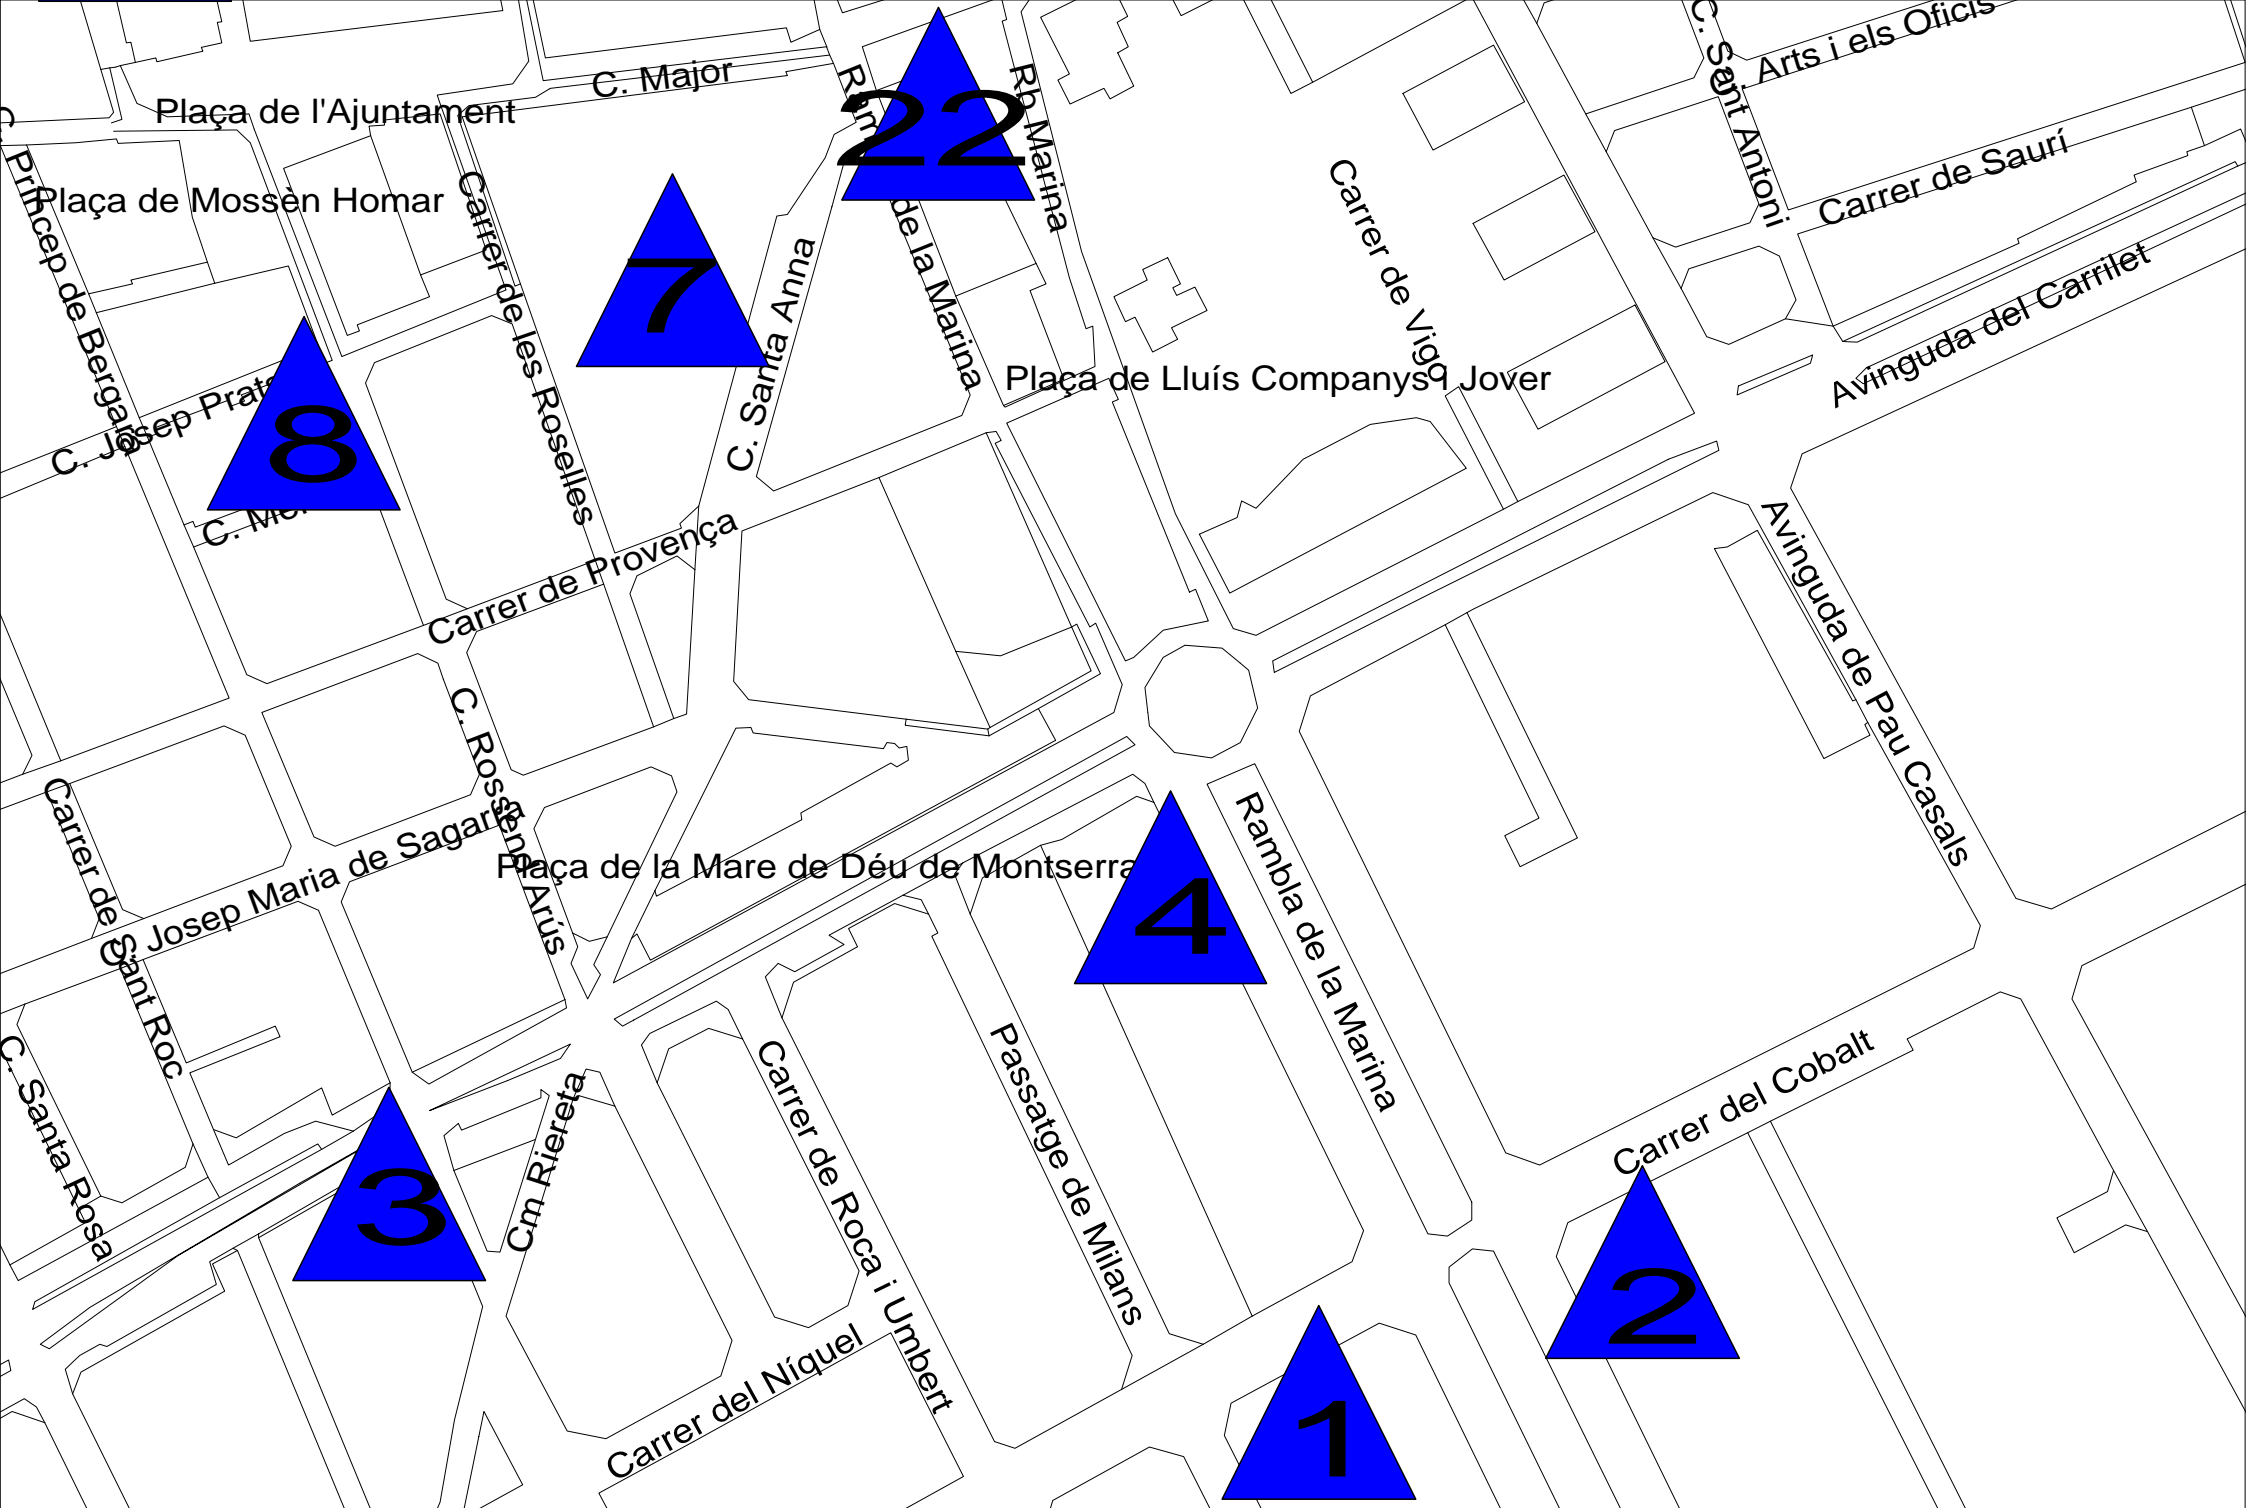 Arts i els Oficis
C. Major
C. Sant Antoni
Plaça de l'Ajuntament
22
Rb Marina
Carrer de Saurí
C. Príncep de Bergara
Plaça de Mossèn Homar
Carrer de les Roselles
7
C. Santa Anna
de la Marina
Carrer de Vigo
Avinguda del Carrilet
Plaça de Lluís Companys i Jover
C. Josep Prats
8
C.
Carrer de Provença
Avinguda de Pau Casals
C. Rossend Arús
Carrer de Sant Roc
C. Josep Maria de Sagarra
Plaça de la Mare de Déu de
4
Rambla de la Marina
C. Santa Rosa
3
Cm Riereta
Carrer de Roca i Umbert
Passatge de Milans
Carrer del Cobalt
2
Carrer del Níquel
1